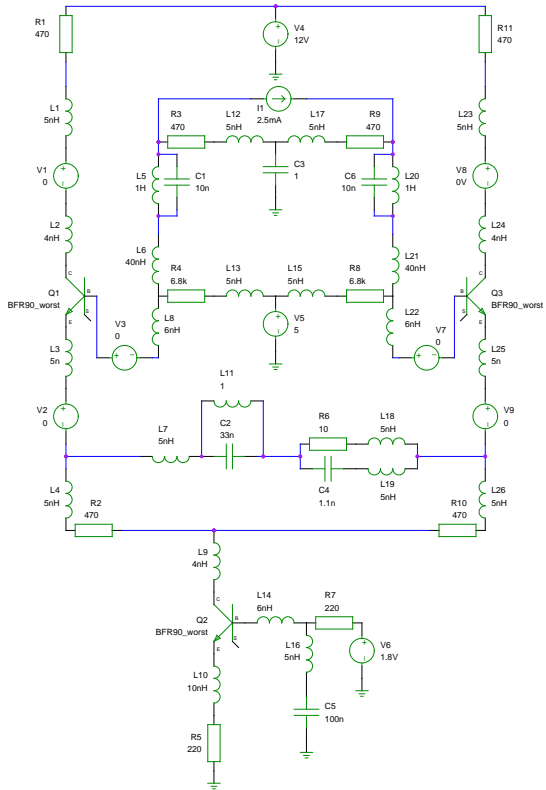 R1
470
V4
12V
R11
470
L1
5nH
I1
2.5mA
L23
5nH
R3
470
L12
5nH
L17
5nH
R9
470
V1
0
L5
1H
C1
10n
C3
1
C6
10n
L20
1H
V8
0V
L2
4nH
L24
4nH
L6
40nH
L21
40nH
R4
6.8k
L13
5nH
L15
5nH
R8
6.8k
Q1
BFR90_worst
C
B
E
S
Q3
BFR90_worst
C
B
E
S
V3
0
L8
6nH
V5
5
L22
6nH
V7
0
L3
5n
L25
5n
L11
1
V2
0
V9
0
L7
5nH
C2
33n
R6
10
L18
5nH
C4
1.1n
L19
5nH
L4
5nH
R2
470
R10
470
L26
5nH
L9
4nH
L14
6nH
R7
220
Q2
BFR90_worst
C
B
E
S
L16
5nH
V6
1.8V
L10
10nH
C5
100n
R5
220